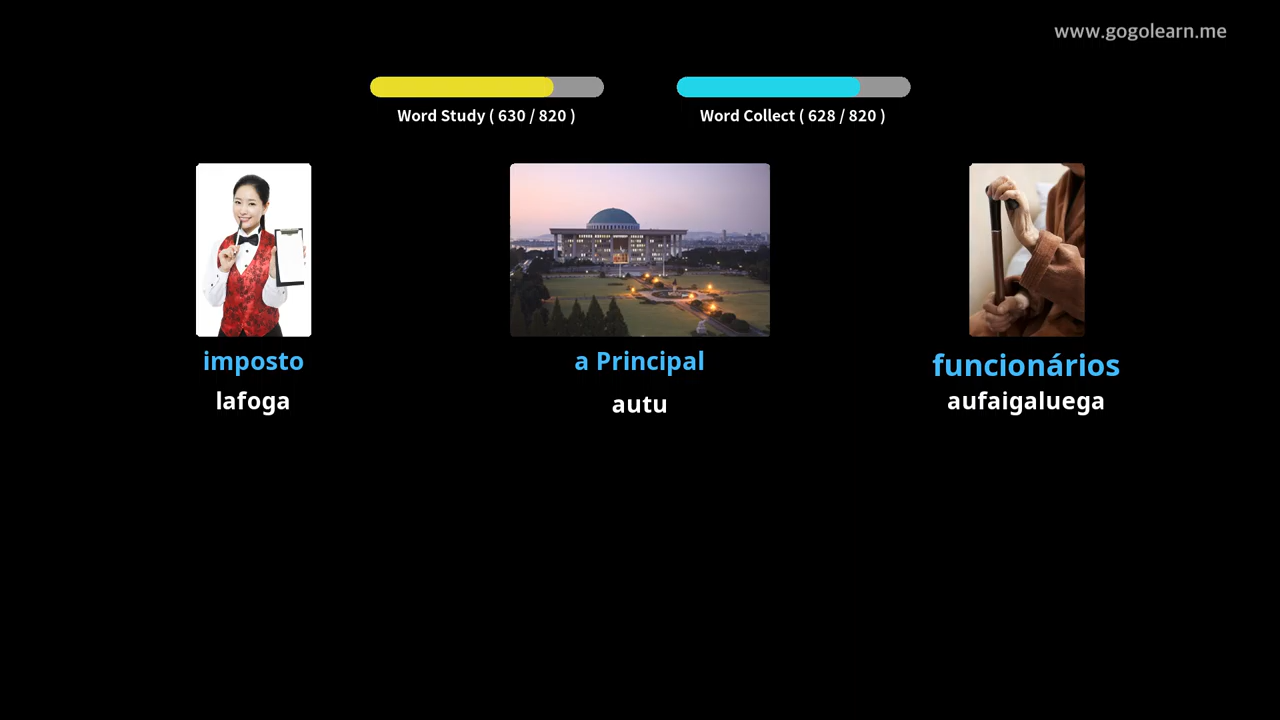 www.gogolearn.me
Word Study ( 630 / 820 )
Word Collect ( 628 / 820 )
imposto
lafoga
a Principal
autu
funcionários
aufaigaluega